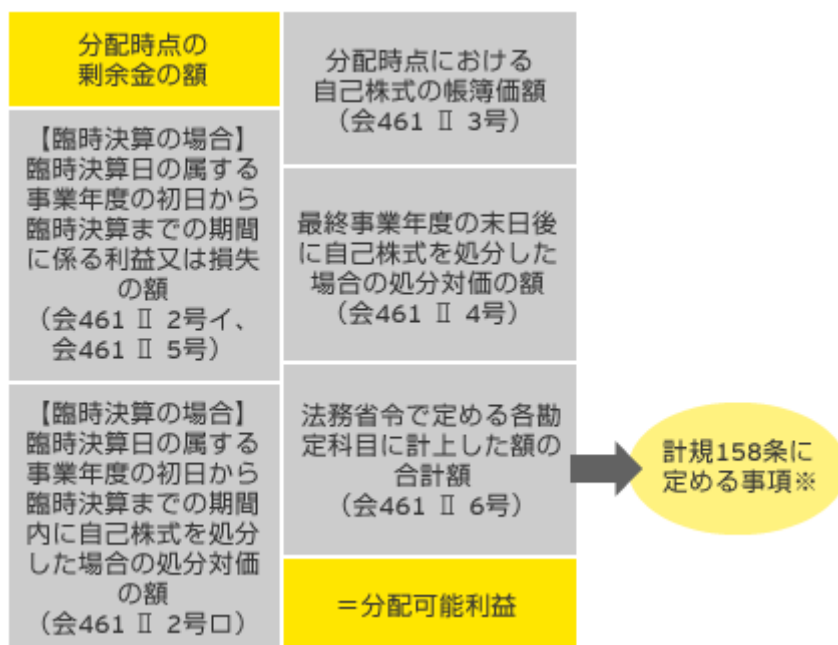 分配時点の
剰余金の額
【臨時決算の場合】
臨時決算日の属する
事業年度の初日から
臨時決算までの期間
に係る利益又は損失
の額
（会461 Ⅱ 2号イ、
会461 Ⅱ 5号）
【臨時決算の場合】
臨時決算日の属する
事業年度の初日から
臨時決算までの期間
内に自己株式を処分
した場合の処分対価
の額
（会461 Ⅱ 2号ロ）
分配時点における
自己株式の帳簿価額
（会461 Ⅱ 3号）
最終事業年度の末日後
に自己株式を処分した
場合の処分対価の額
（会461 Ⅱ 4号）
法務省令で定める各勘
定科目に計上した額の
合計額
（会461 Ⅱ 6号）
＝分配可能利益
計規158条に
定める事項※